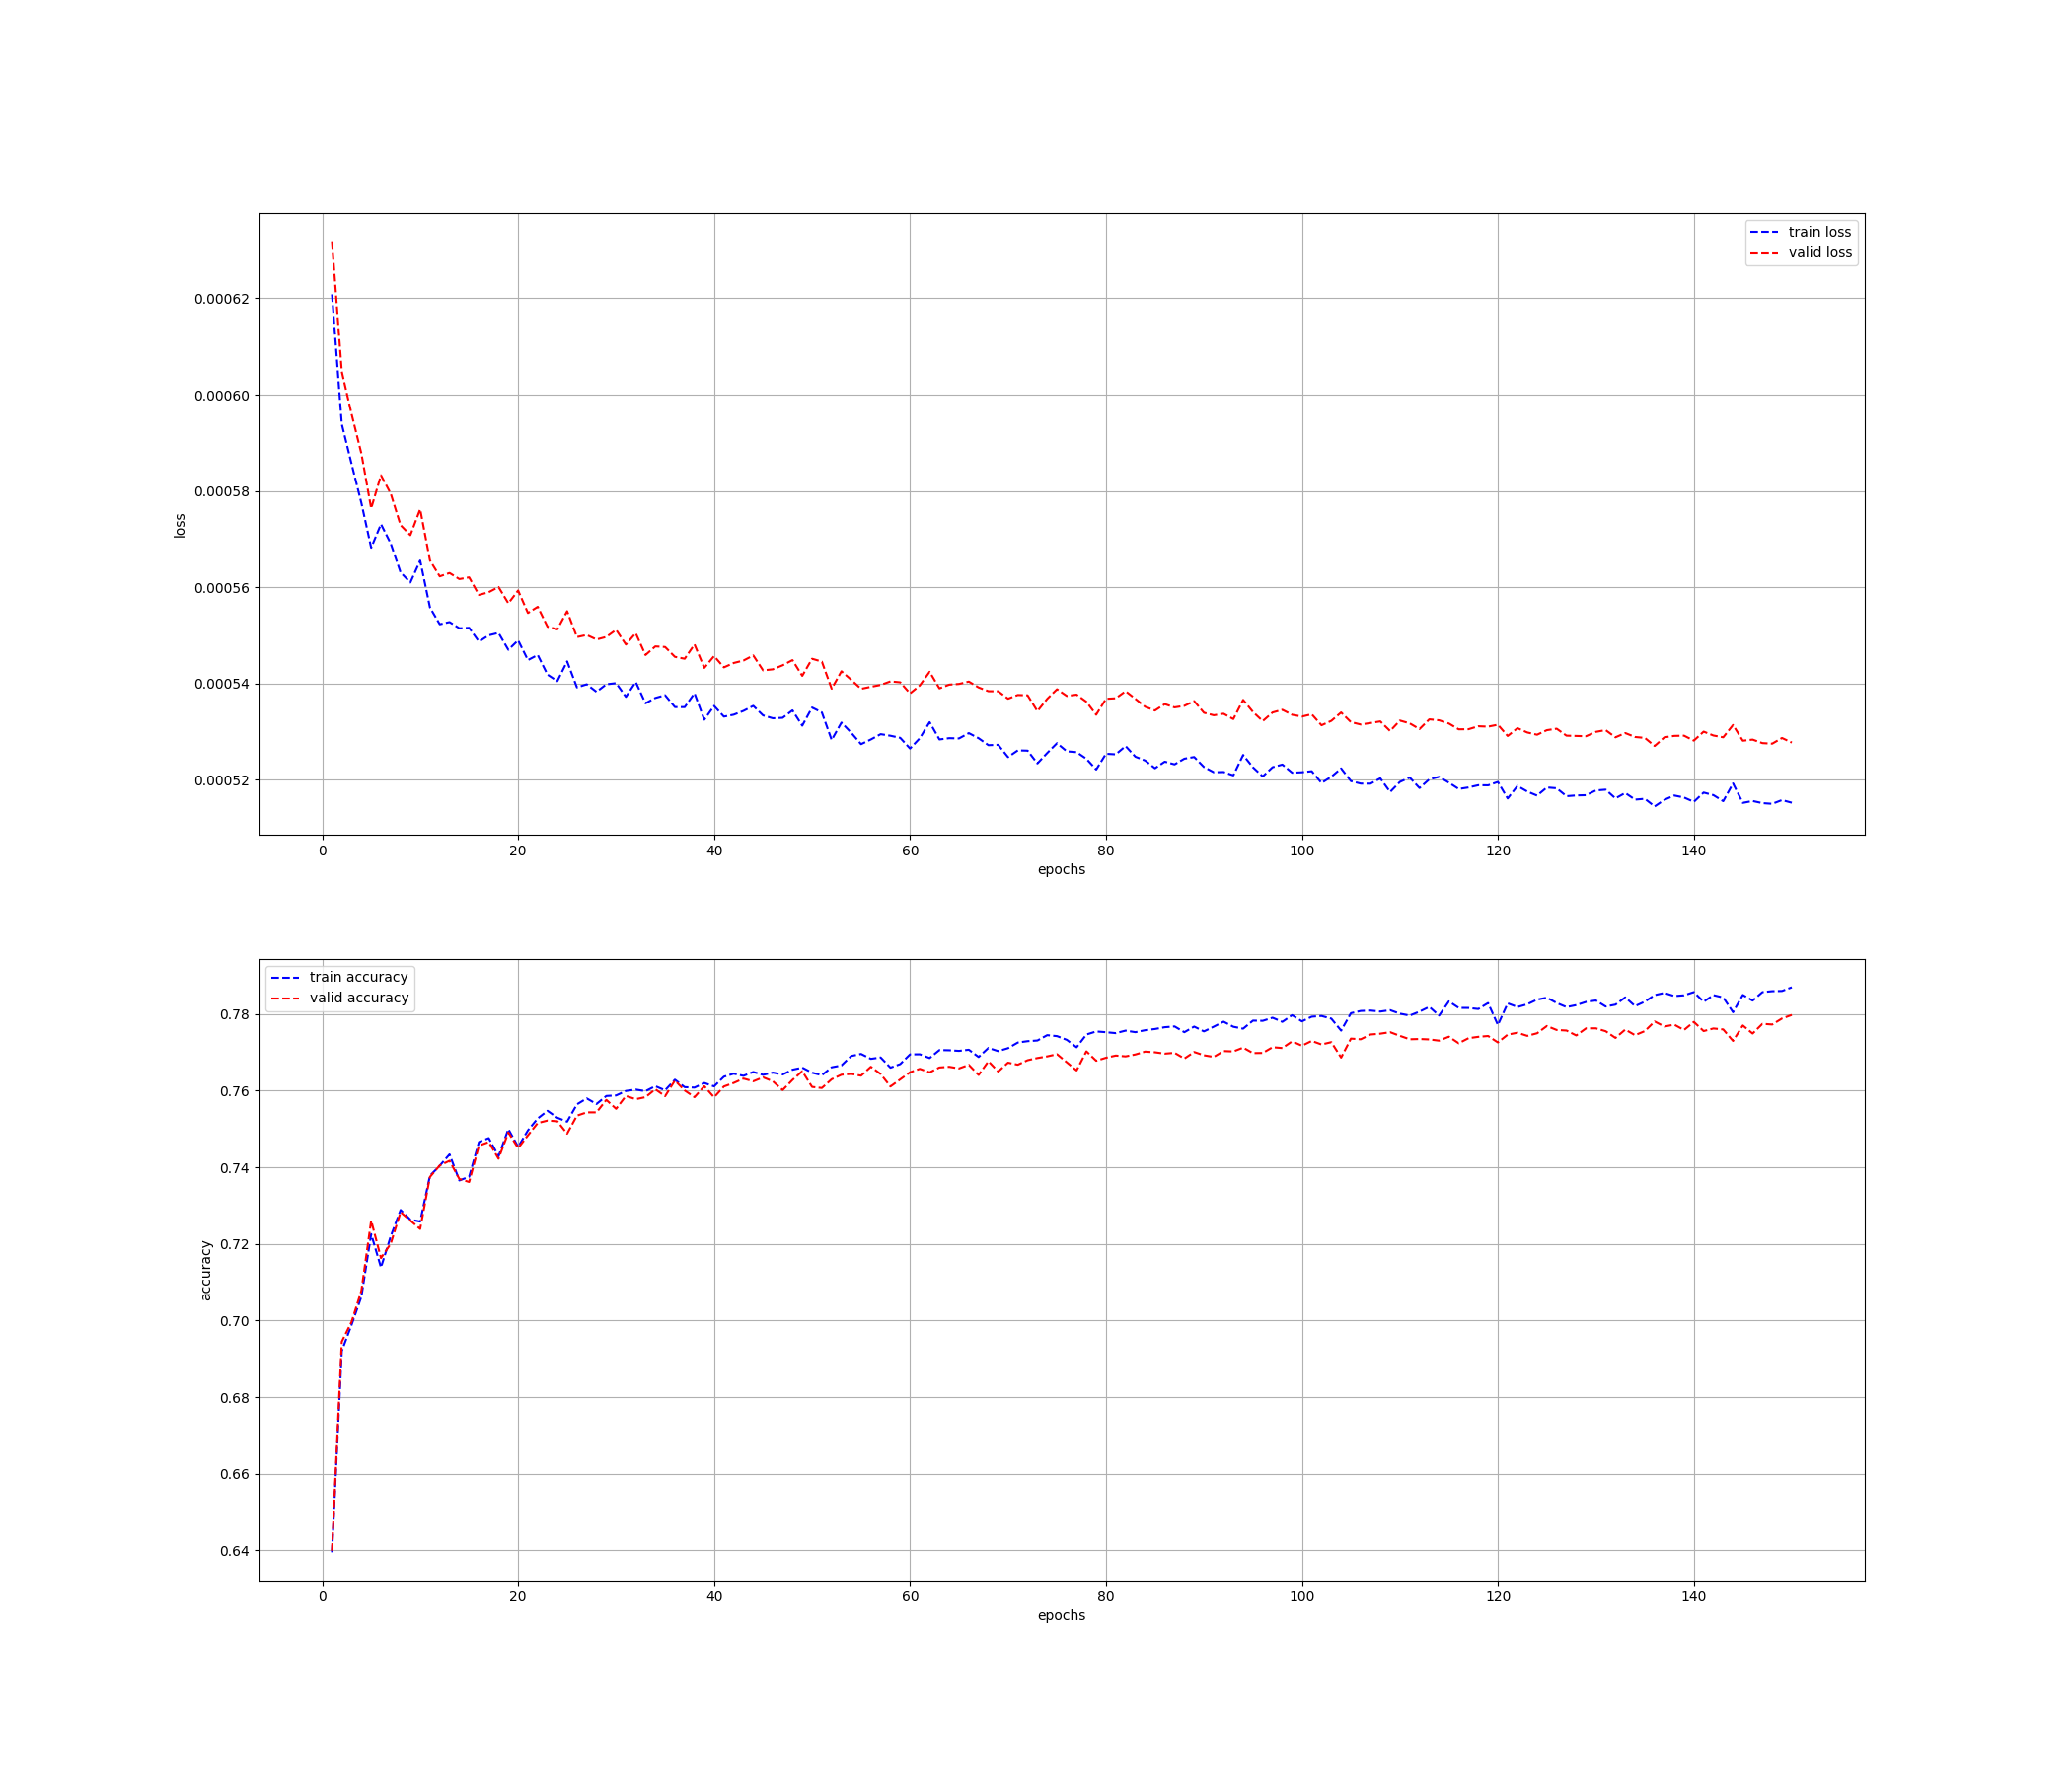 train loss
valid loss
0.00062
0.00060
0.00058
0.00056
0.00054
0.00052
loss
0 20 40 60 80 100 120 140
epochs
train accuracy
valid accuracy
0.78
0.76
0.74
0.72
0.70
0.68
0.66
0.64
accuracy
0 20 40 60 80 100 120 140
epochs